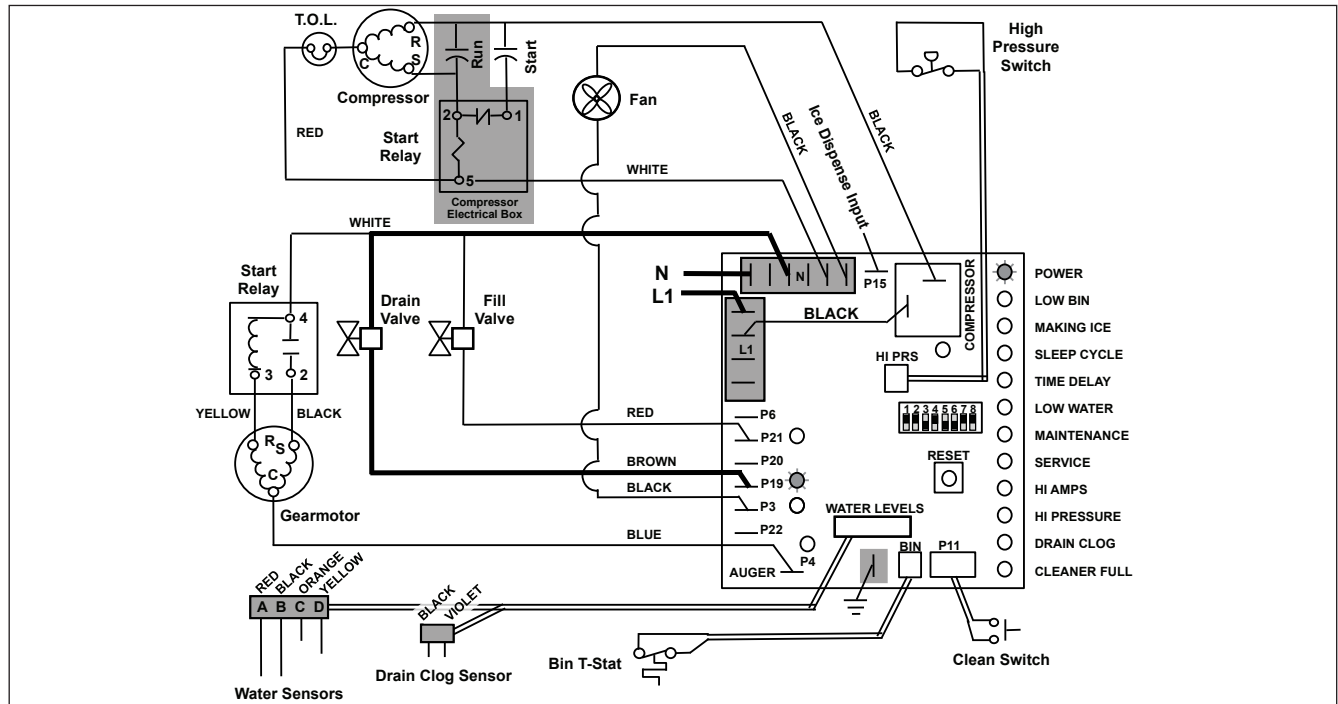 T.O.L.
R
S
C
Run
Start
Compressor
Fan
High
Pressure
Switch
RED
2
1
Start
Relay
5
Compressor
Electrical Box
WHITE
BLACK
BLACK
Ice Dispense Input
WHITE
Start
Relay
4
3
2
Drain
Valve
Fill
Valve
N
L1
N
P15
COMPRESSOR
BLACK
L1
HI PRS
YELLOW
BLACK
R
S
C
Gearmotor
RED
BROWN
BLACK
BLUE
P6
P21
P20
P19
P3
P22
P4
AUGER
1 2 3 4 5 6 7 8
RESET
WATER LEVELS
BIN
P11
POWER
LOW BIN
MAKING ICE
SLEEP CYCLE
TIME DELAY
LOW WATER
MAINTENANCE
SERVICE
HI AMPS
HI PRESSURE
DRAIN CLOG
CLEANER FULL
RED
BLACK
ORANGE
YELLOW
A B C D
Water Sensors
BLACK
VIOLET
Drain Clog Sensor
Bin T-Stat
Clean Switch